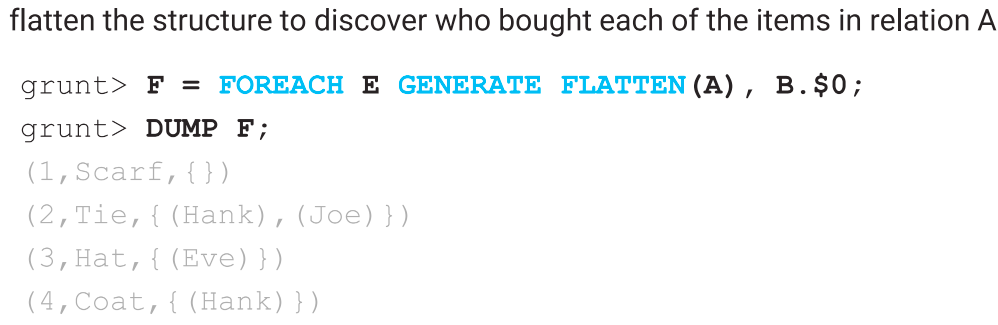 flatten the structure to discover who bought each of the items in relation A
grunt> F = FOREACH E GENERATE FLATTEN(A), B.$0;
grunt> DUMP F;
(1,Scarf,{})
(2,Tie,{(Hank),(Joe)})
(3,Hat,{(Eve)})
(4,Coat,{(Hank)})